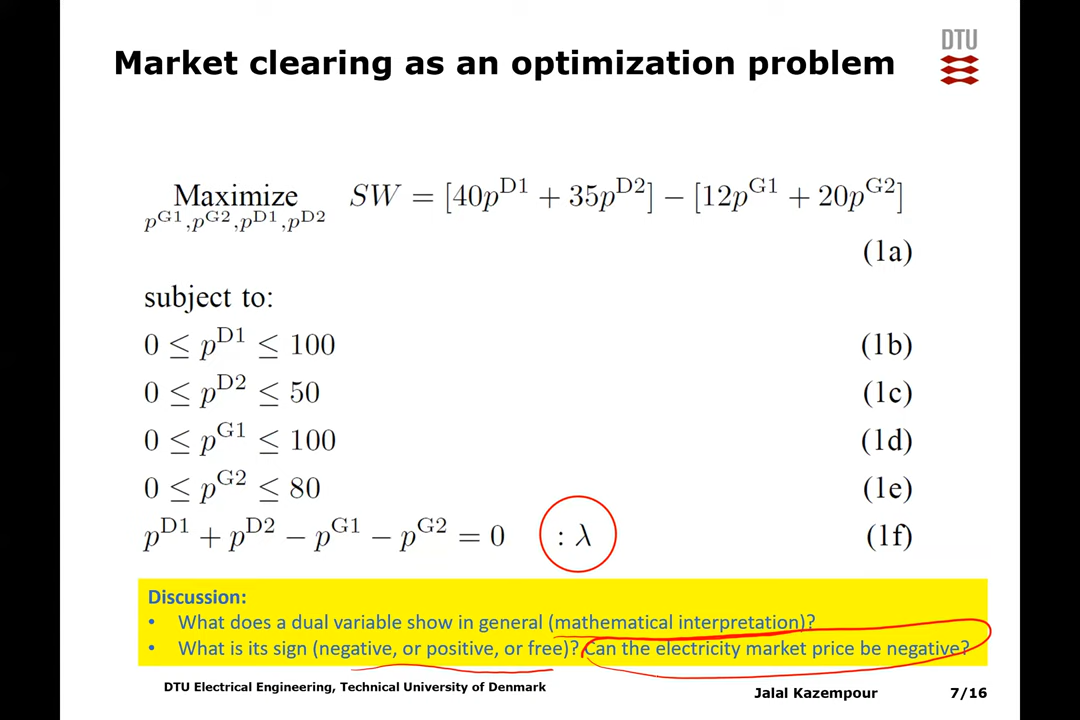 Market clearing as an optimization problem
DTU
Maximize SW = [40p^D1 + 35p^D2] − [12p^G1 + 20p^G2]
p^G1,p^G2,p^D1,p^D2
(1a)
subject to:
0 ≤ p^D1 ≤ 100 (1b)
0 ≤ p^D2 ≤ 50 (1c)
0 ≤ p^G1 ≤ 100 (1d)
0 ≤ p^G2 ≤ 80 (1e)
p^D1 + p^D2 − p^G1 − p^G2 = 0 : λ (1f)
Discussion:
• What does a dual variable show in general (mathematical interpretation)?
• What is its sign (negative, or positive, or free)? Can the electricity market price be negative?
DTU Electrical Engineering, Technical University of Denmark
Jalal Kazempour 7/16